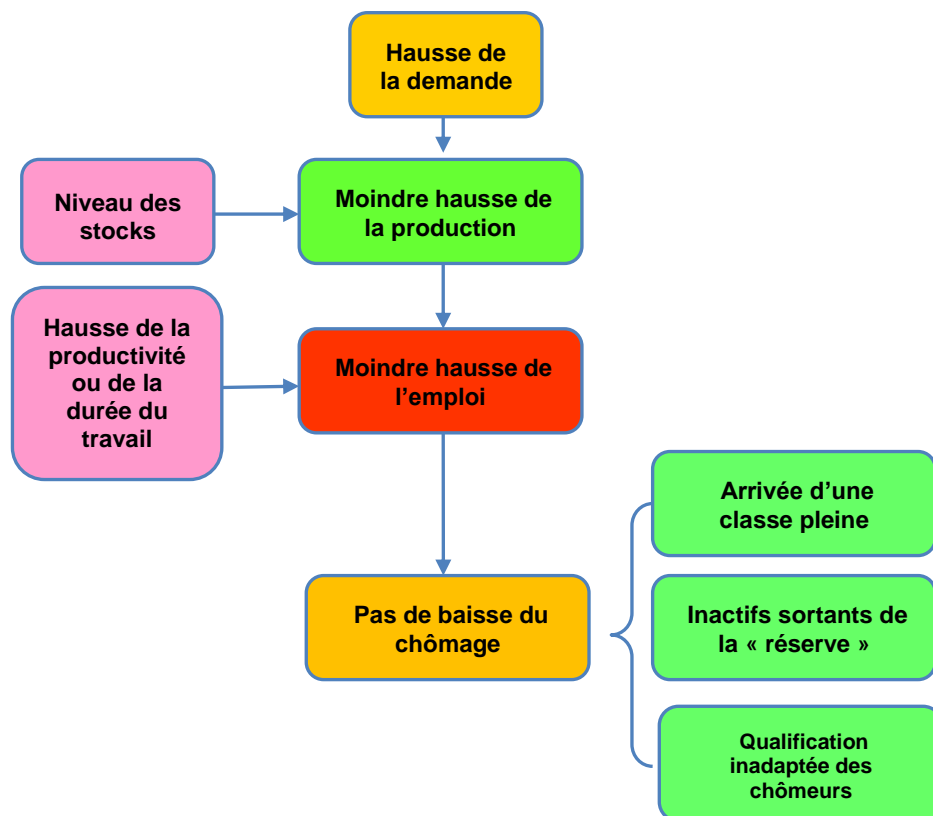 Hausse de
la demande
Niveau des
stocks
Moindre hausse de
la production
Hausse de la
productivité
ou de la
durée du
travail
Moindre hausse de
l’emploi
Arrivée d’une
classe pleine
Pas de baisse du
chômage
Inactifs sortants de
la « réserve »
Qualification
inadaptée des
chômeurs